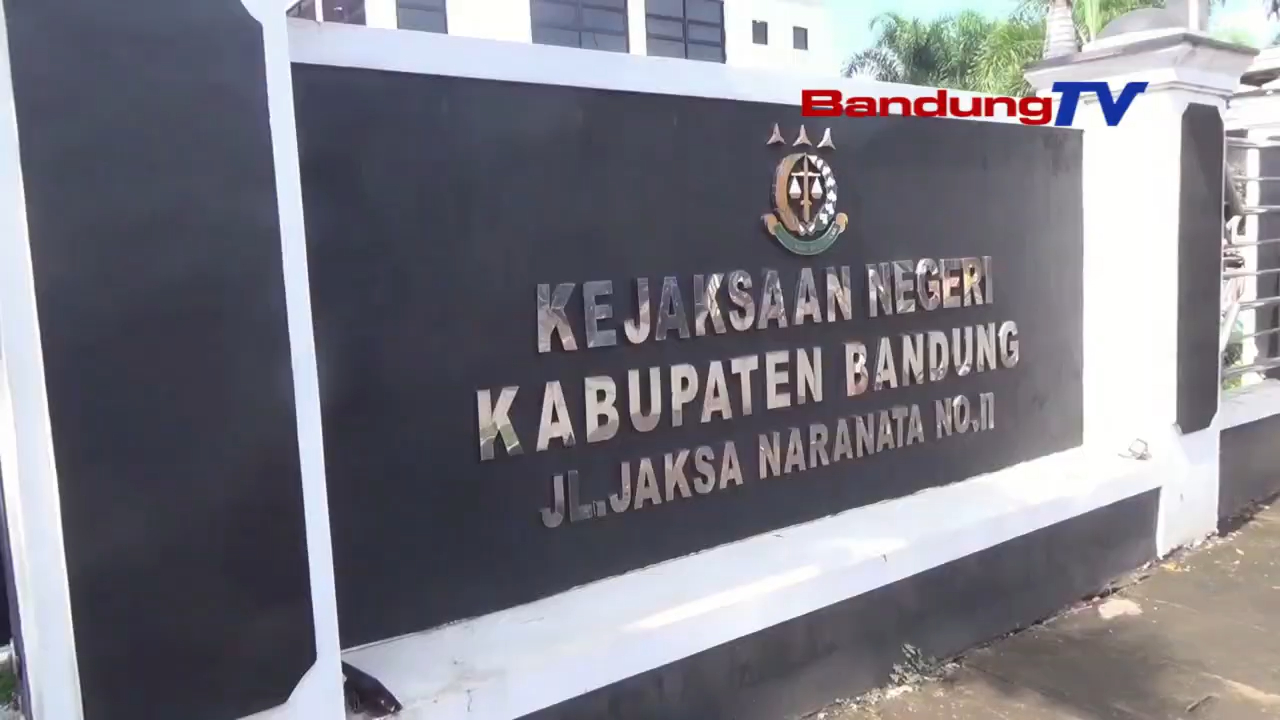 BandungTV
KEJAKSAAN NEGERI
KABUPATEN BANDUNG
JL.JAKSA NARANATA NO.11